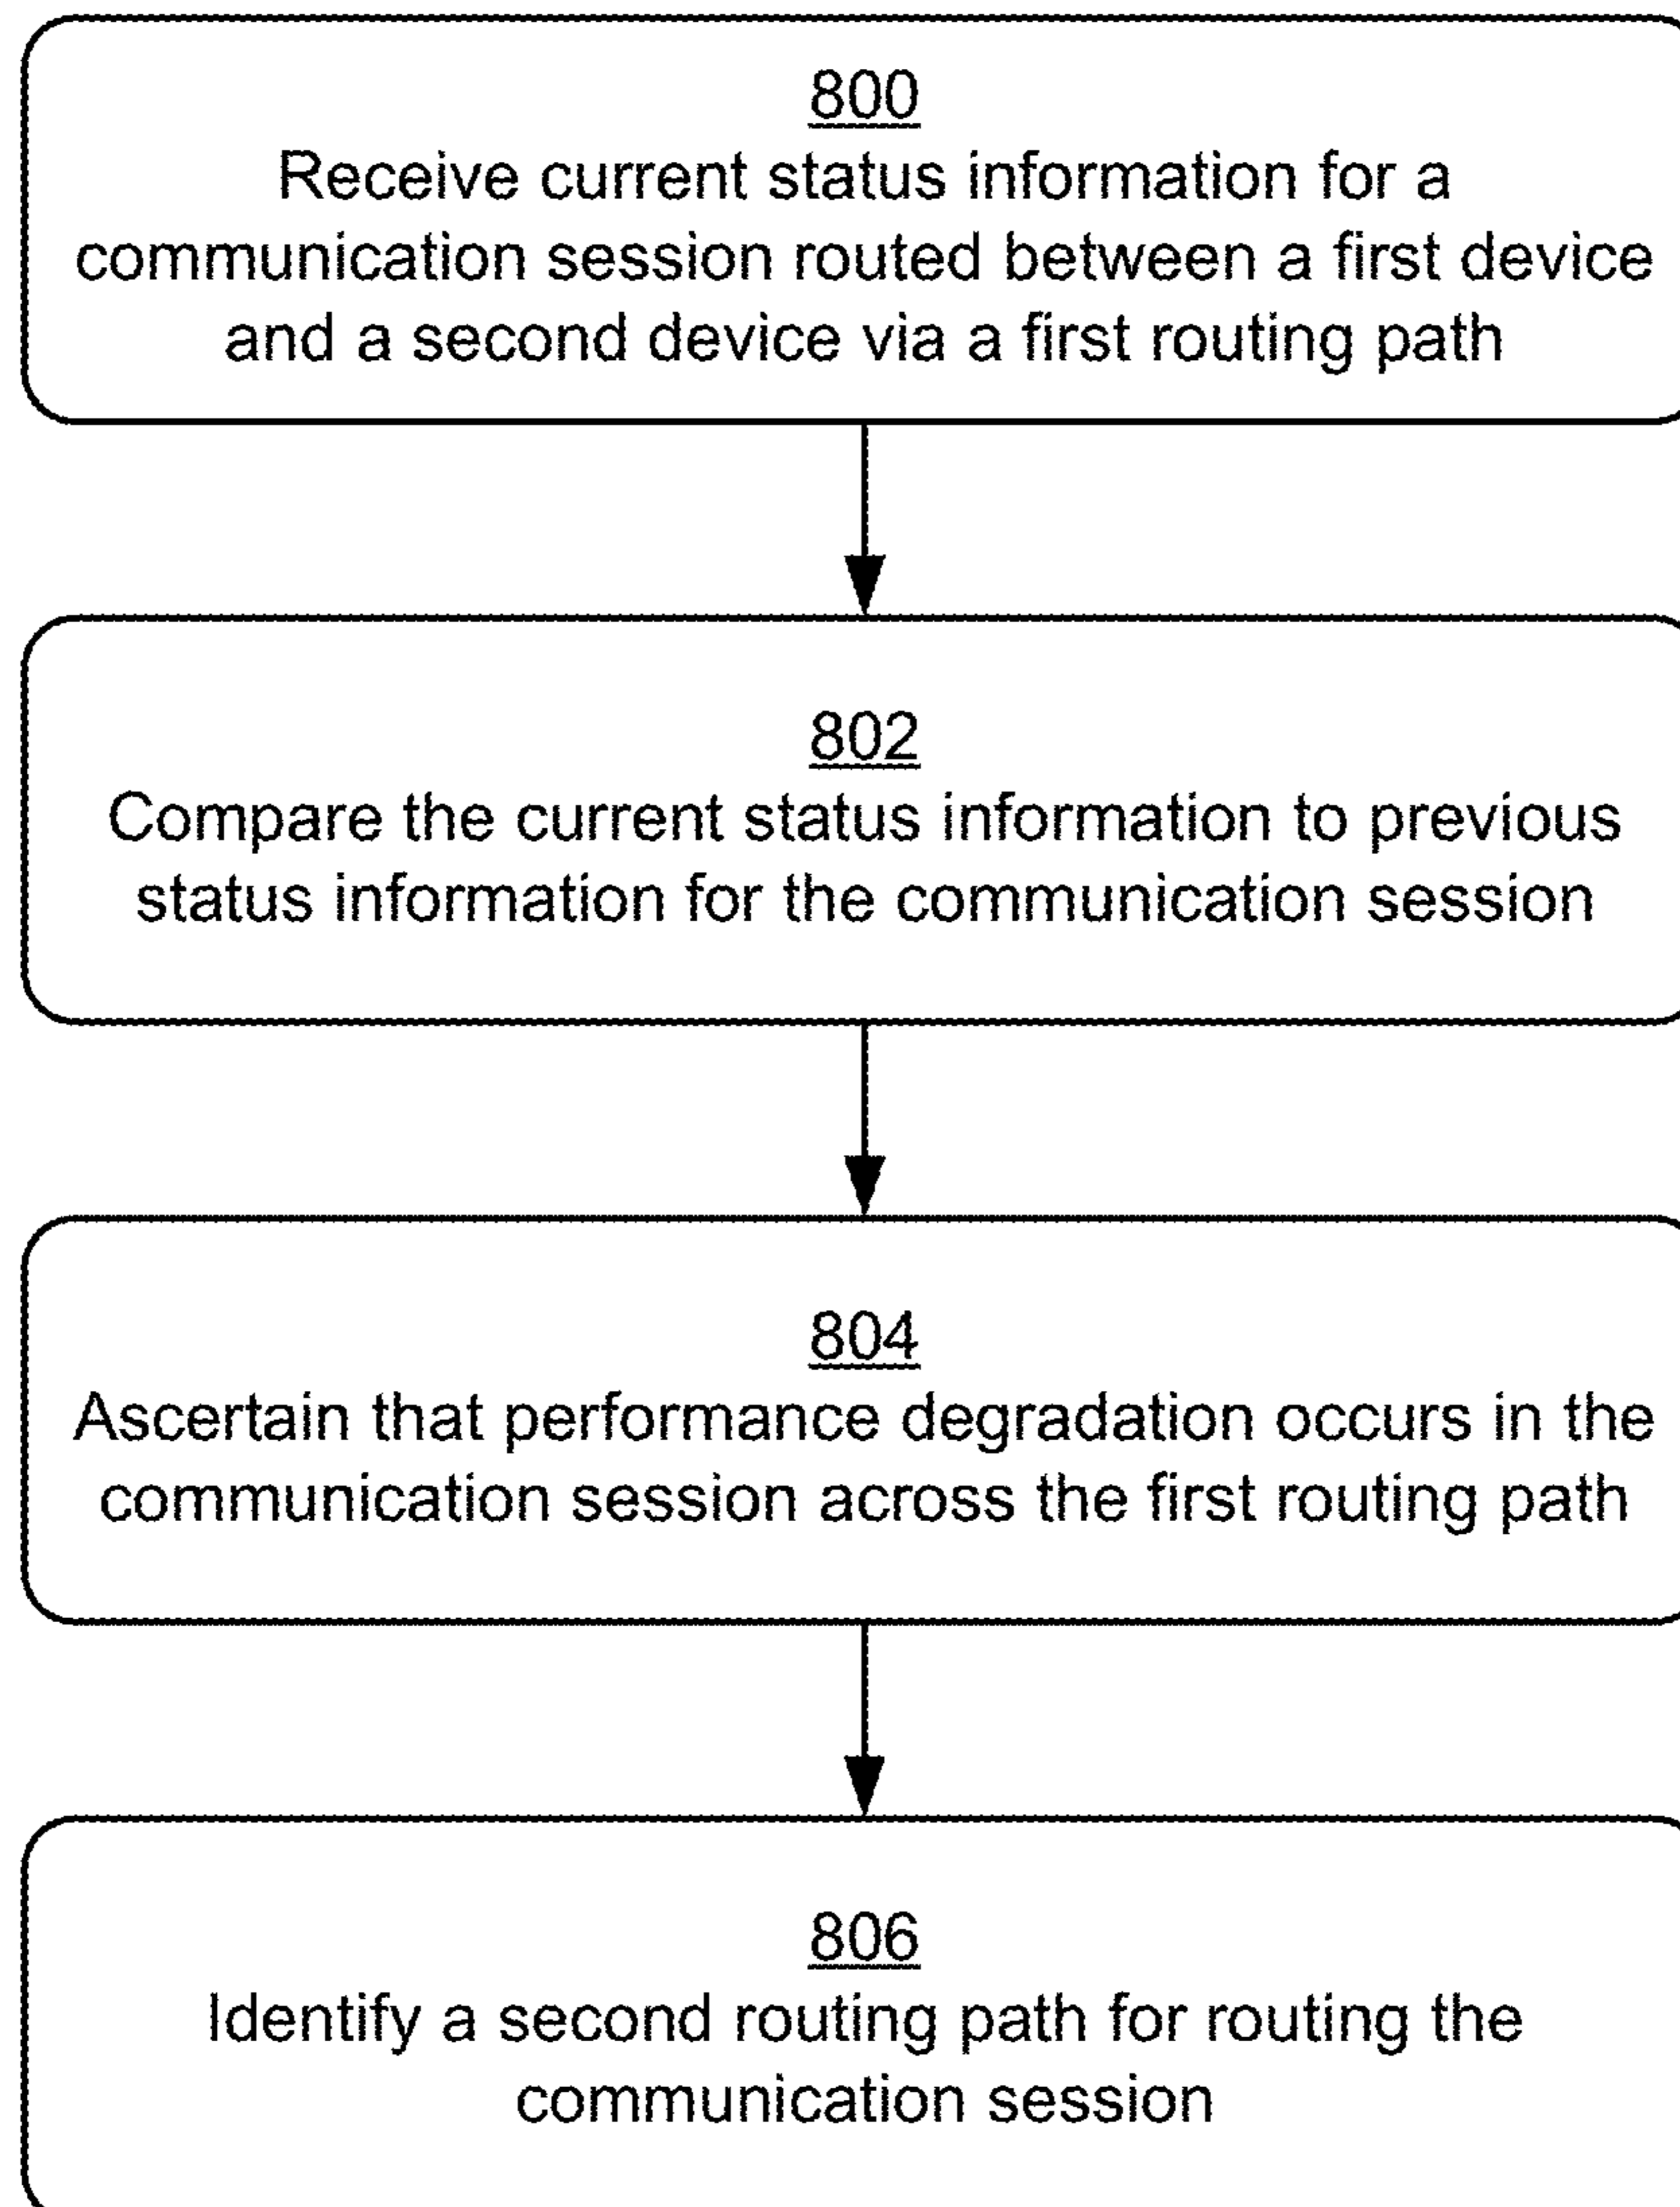 800
Receive current status information for a
communication session routed between a first device
and a second device via a first routing path
802
Compare the current status information to previous
status information for the communication session
804
Ascertain that performance degradation occurs in the
communication session across the first routing path
806
Identify a second routing path for routing the
communication session